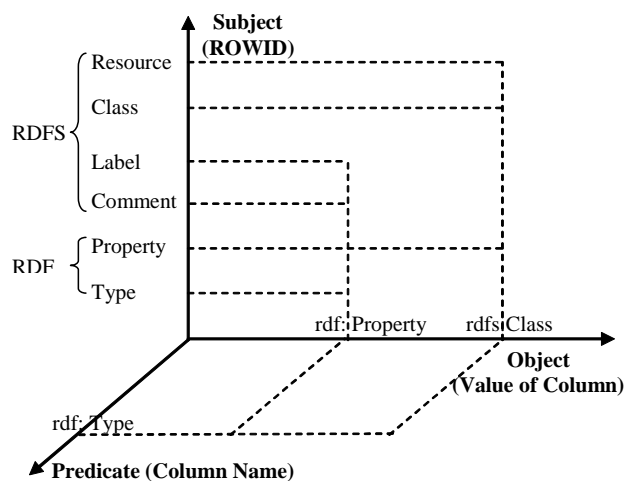 Subject
(ROWID)
Resource
Class
RDFS
Label
Comment
Property
RDF
Type
rdf: Property
rdfs:Class
Object
(Value of Column)
rdf: Type
Predicate (Column Name)